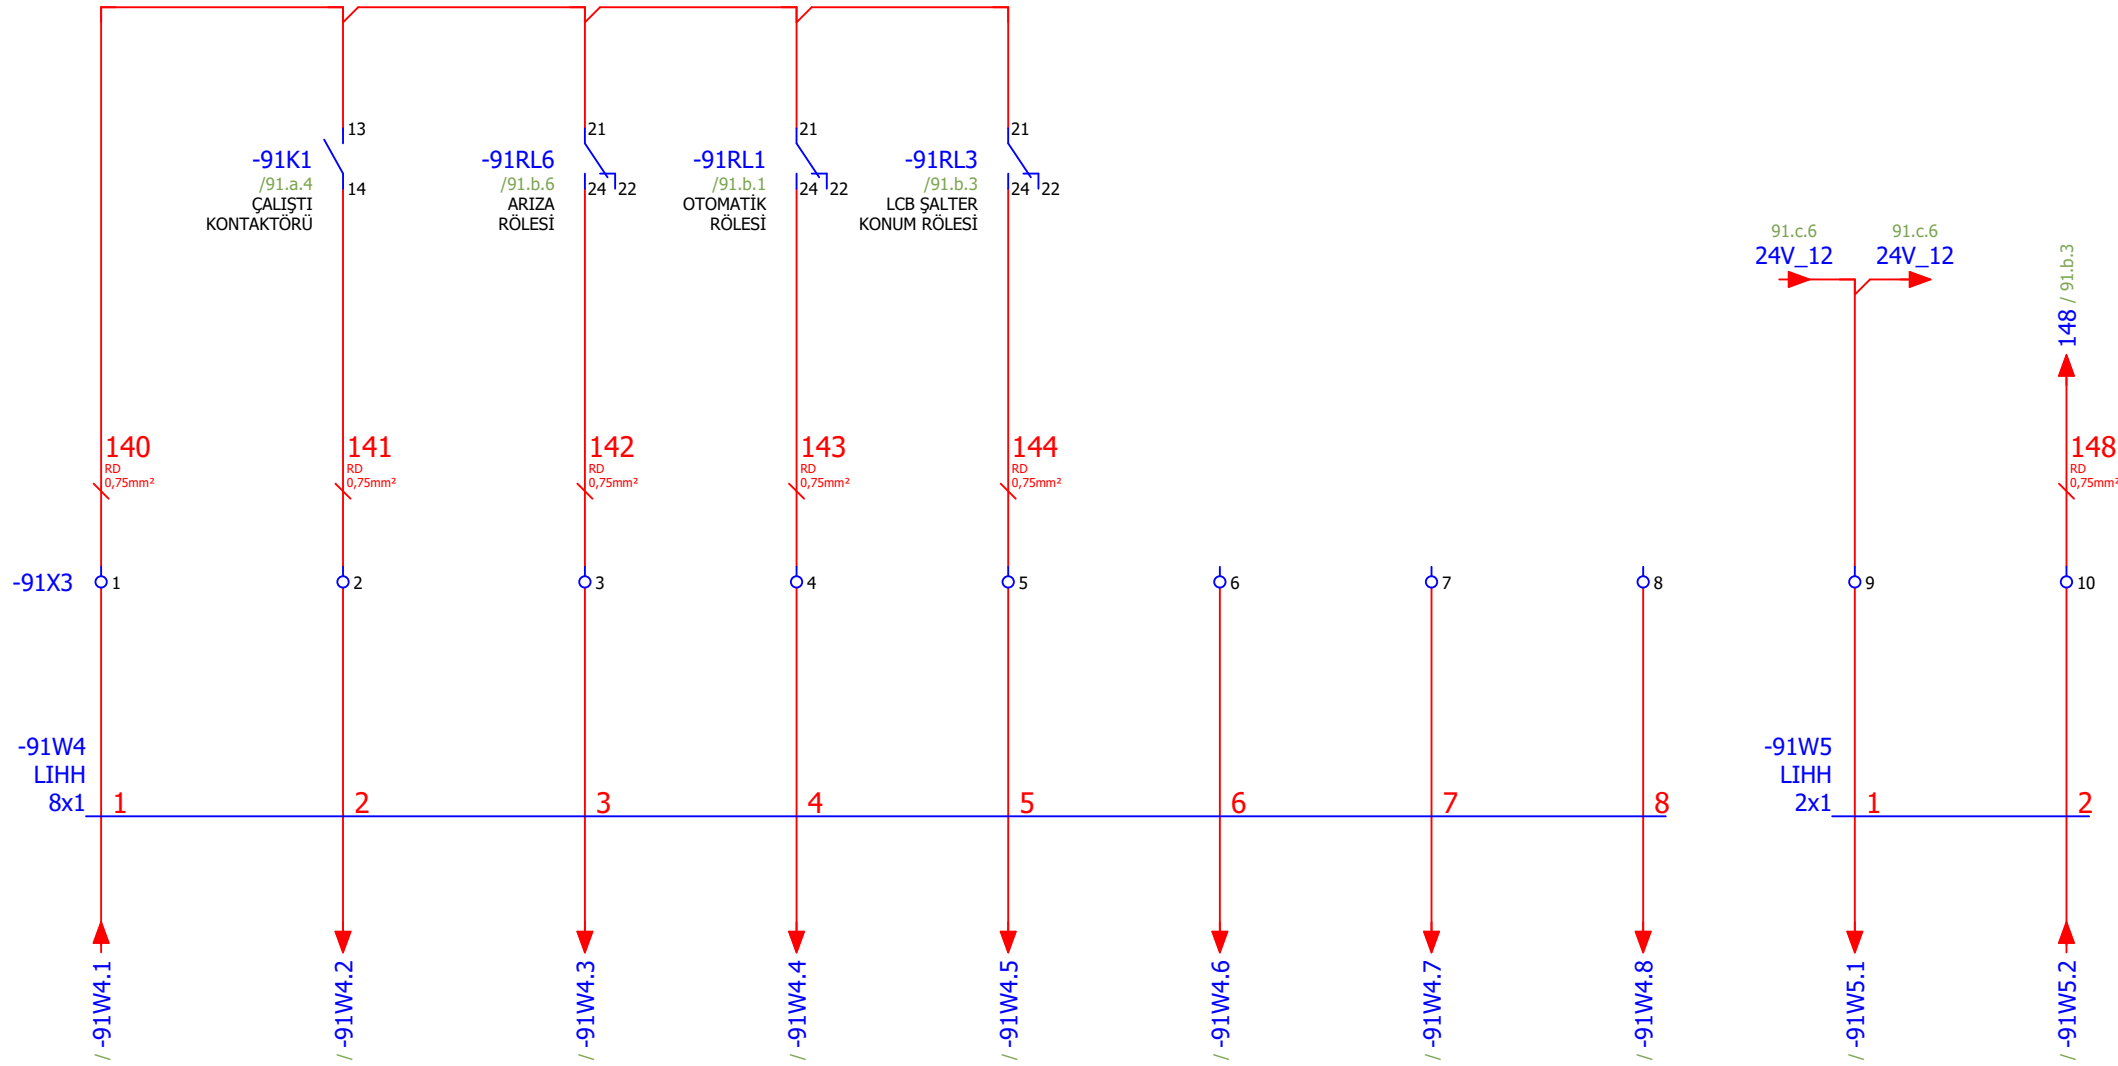 13
-91K1
/91.a.4
14
ÇALIŞTI
KONTAKTÖRÜ
21
-91RL6
/91.b.6
24 22
ARIZA
RÖLESİ
21
-91RL1
/91.b.1
24 22
OTOMATİK
RÖLESİ
21
-91RL3
/91.b.3
24 22
LCB ŞALTER
KONUM RÖLESİ
91.c.6
24V_12
91.c.6
24V_12
148 / 91.b.3
140
RD
0,75mm²
141
RD
0,75mm²
142
RD
0,75mm²
143
RD
0,75mm²
144
RD
0,75mm²
148
RD
0,75mm²
-91X3 1 2 3 4 5 6 7 8 9 10
-91W4
LIHH
8x1 1 2 3 4 5 6 7 8
-91W5
LIHH
2x1 1 2
/ -91W4.1
/ -91W4.2
/ -91W4.3
/ -91W4.4
/ -91W4.5
/ -91W4.6
/ -91W4.7
/ -91W4.8
/ -91W5.1
/ -91W5.2